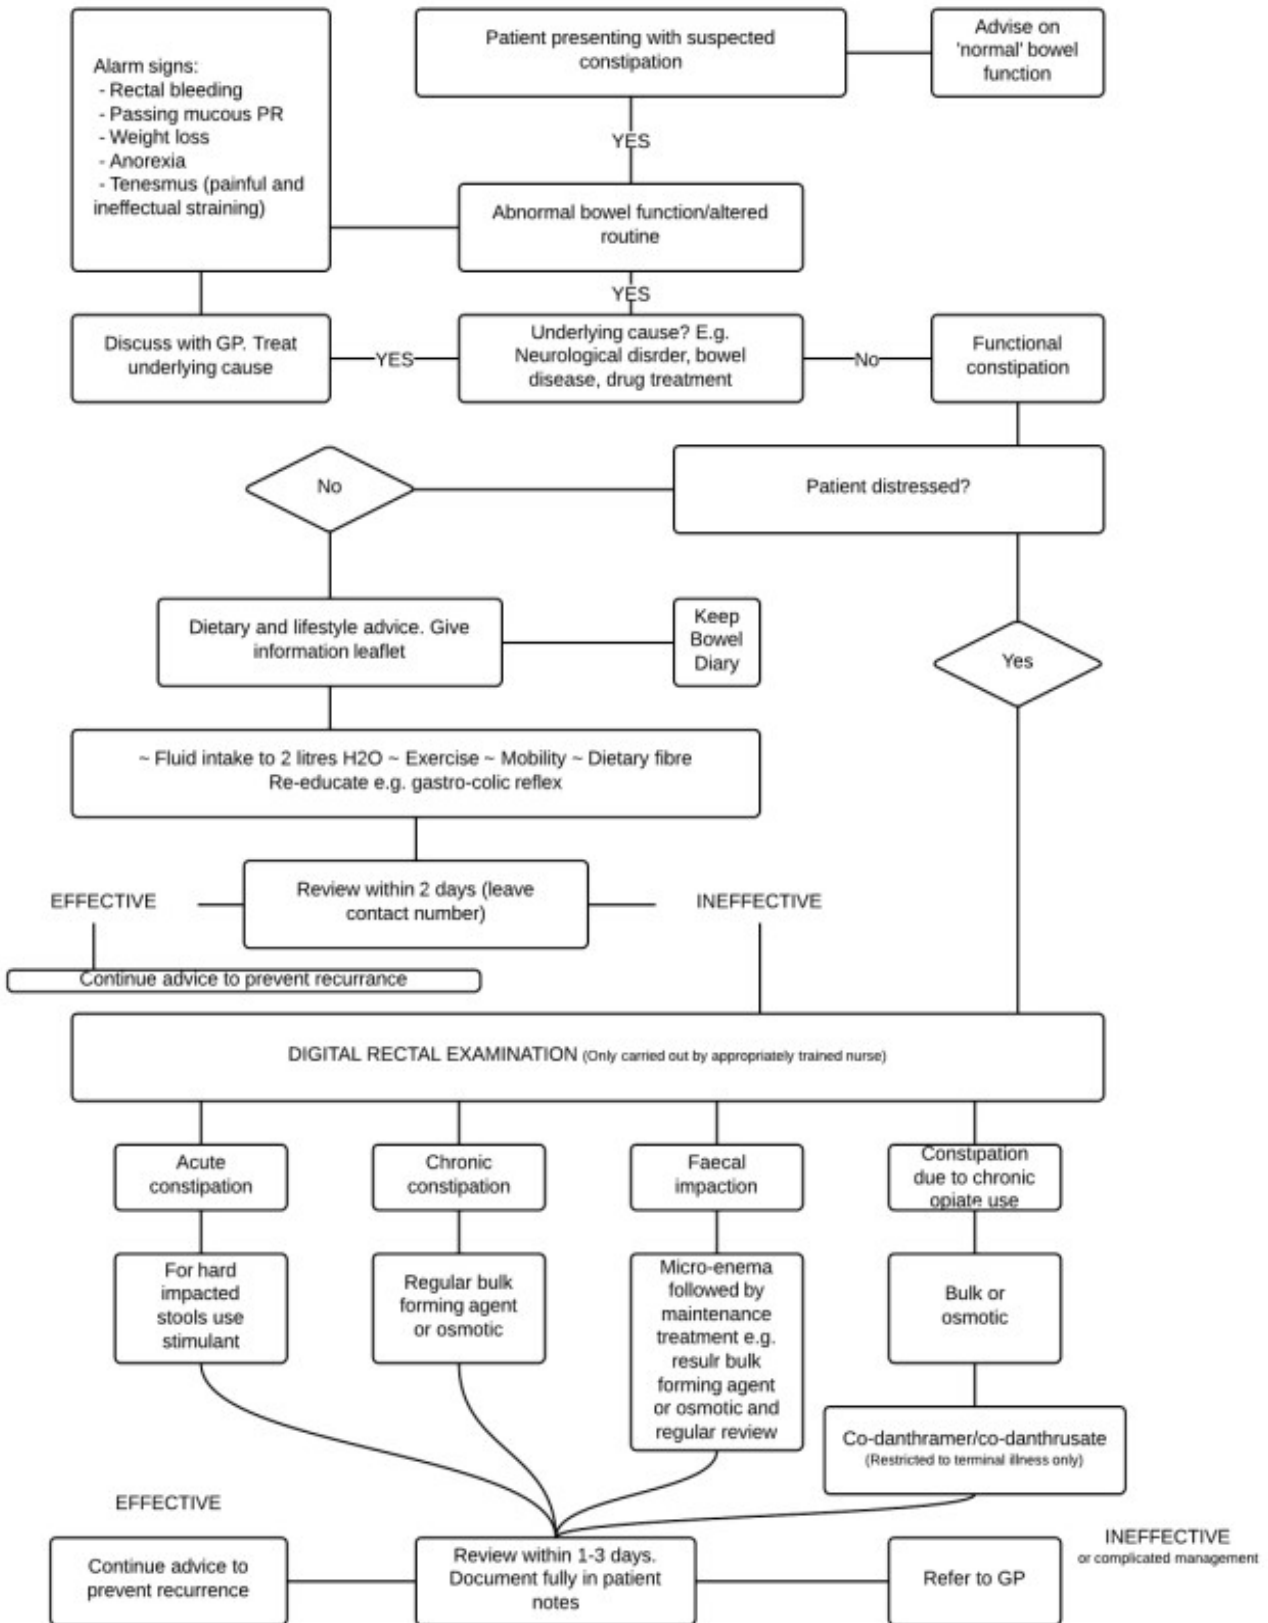 Patient presenting with suspected
constipation
Advise on
'normal' bowel
function
Alarm signs:
- Rectal bleeding
- Passing mucous PR
- Weight loss
- Anorexia
- Tenesmus (painful and
ineffectual straining)
YES
Abnormal bowel function/altered
routine
YES
Discuss with GP. Treat
underlying cause
YES
Underlying cause? E.g.
Neurological disrder, bowel
disease, drug treatment
No
Functional
constipation
No
Patient distressed?
Dietary and lifestyle advice. Give
information leaflet
Keep
Bowel
Diary
Yes
~ Fluid intake to 2 litres H2O ~ Exercise ~ Mobility ~ Dietary fibre
Re-educate e.g. gastro-colic reflex
EFFECTIVE
Review within 2 days (leave
contact number)
INEFFECTIVE
Continue advice to prevent recurrance
DIGITAL RECTAL EXAMINATION (Only carried out by appropriately trained nurse)
Acute
constipation
Chronic
constipation
Faecal
impaction
Constipation
due to chronic
opiate use
For hard
impacted
stools use
stimulant
Regular bulk
forming agent
or osmotic
Micro-enema
followed by
maintenance
treatment e.g.
resulr bulk
forming agent
or osmotic and
regular review
Bulk or
osmotic
Co-danthramer/co-danthrusate
(Restricted to terminal illness only)
EFFECTIVE
Continue advice to
prevent recurrence
Review within 1-3 days.
Document fully in patient
notes
Refer to GP
INEFFECTIVE
or complicated management